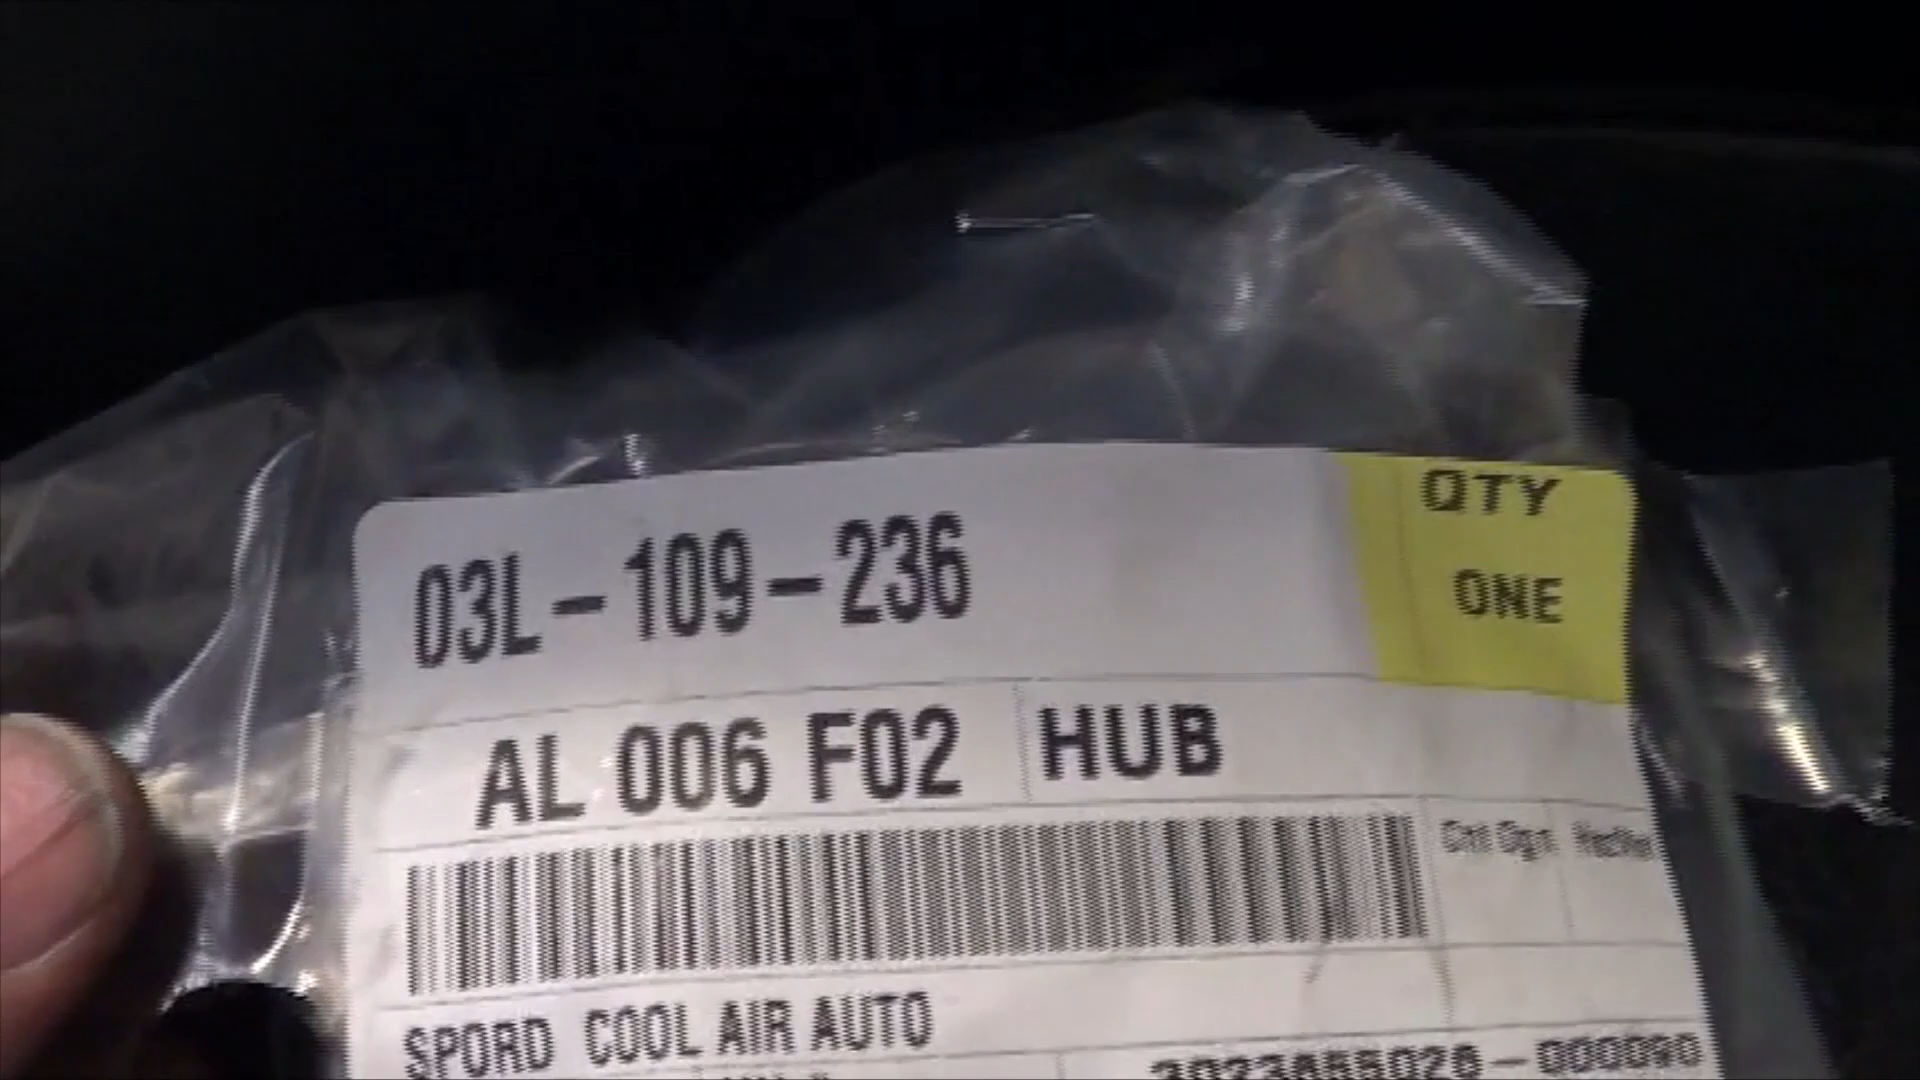 QTY
03L-109-236
ONE
AL 006 F02 HUB
SPORD COOL AIR AUTO